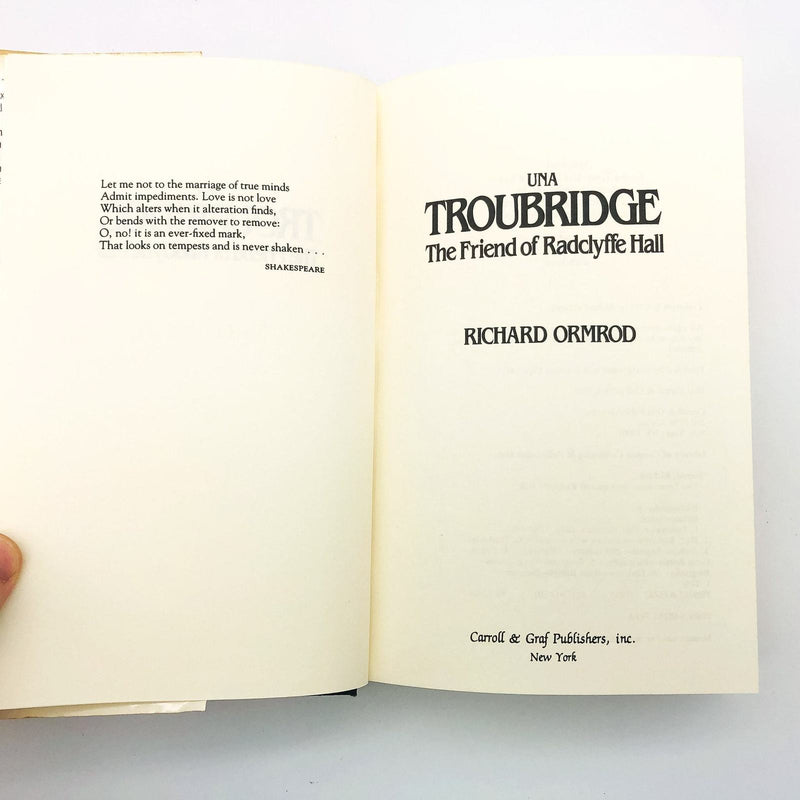 Let me not to the marriage of true minds
Admit impediments. Love is not love
Which alters when it alteration finds,
Or bends with the remover to remove:
O, no! it is an ever-fixed mark,
That looks on tempests and is never shaken . . .
SHAKESPEARE
UNA
TROUBRIDGE
The Friend of Radclyffe Hall
RICHARD ORMROD
Carroll & Graf Publishers, inc.
New York